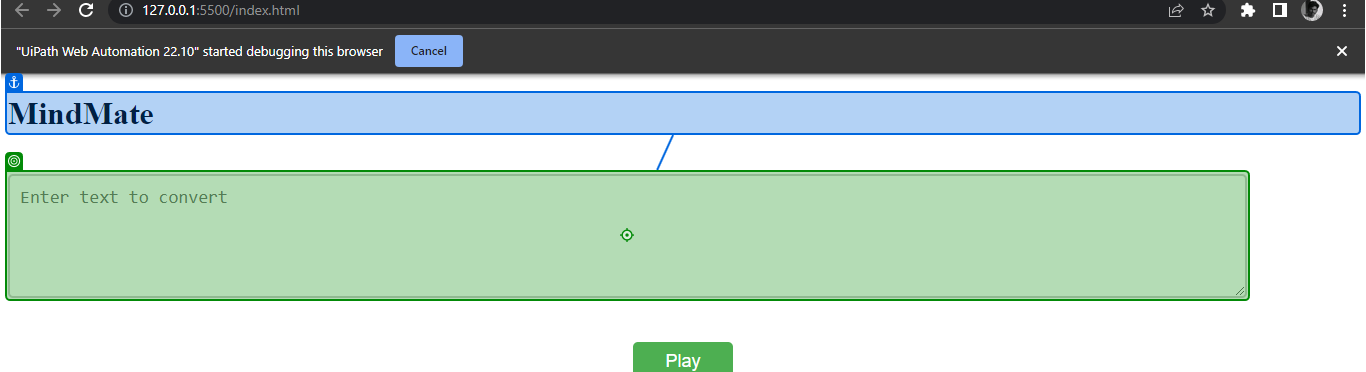 127.0.0.1:5500/index.html
"UiPath Web Automation 22.10" started debugging this browser Cancel
MindMate
Enter text to convert
Play